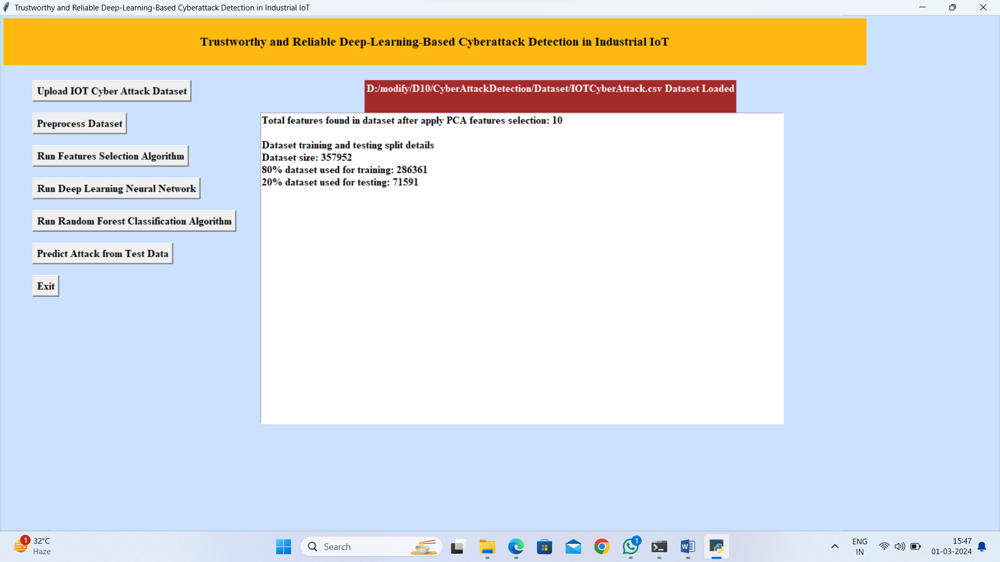 Trustworthy and Reliable Deep-Learning-Based Cyberattack Detection in Industrial IoT
Trustworthy and Reliable Deep-Learning-Based Cyberattack Detection in Industrial IoT
Upload IOT Cyber Attack Dataset
D:/modify/D10/CyberAttackDetection/Dataset/IOTCyberAttack.csv Dataset Loaded
Preprocess Dataset
Run Features Selection Algorithm
Run Deep Learning Neural Network
Run Random Forest Classification Algorithm
Predict Attack from Test Data
Exit
Total features found in dataset after apply PCA features selection: 10
Dataset training and testing split details
Dataset size: 357952
80% dataset used for training: 286361
20% dataset used for testing: 71591
1
32°C
Haze
Search
1
W
ENG
IN
15:47
01-03-2024